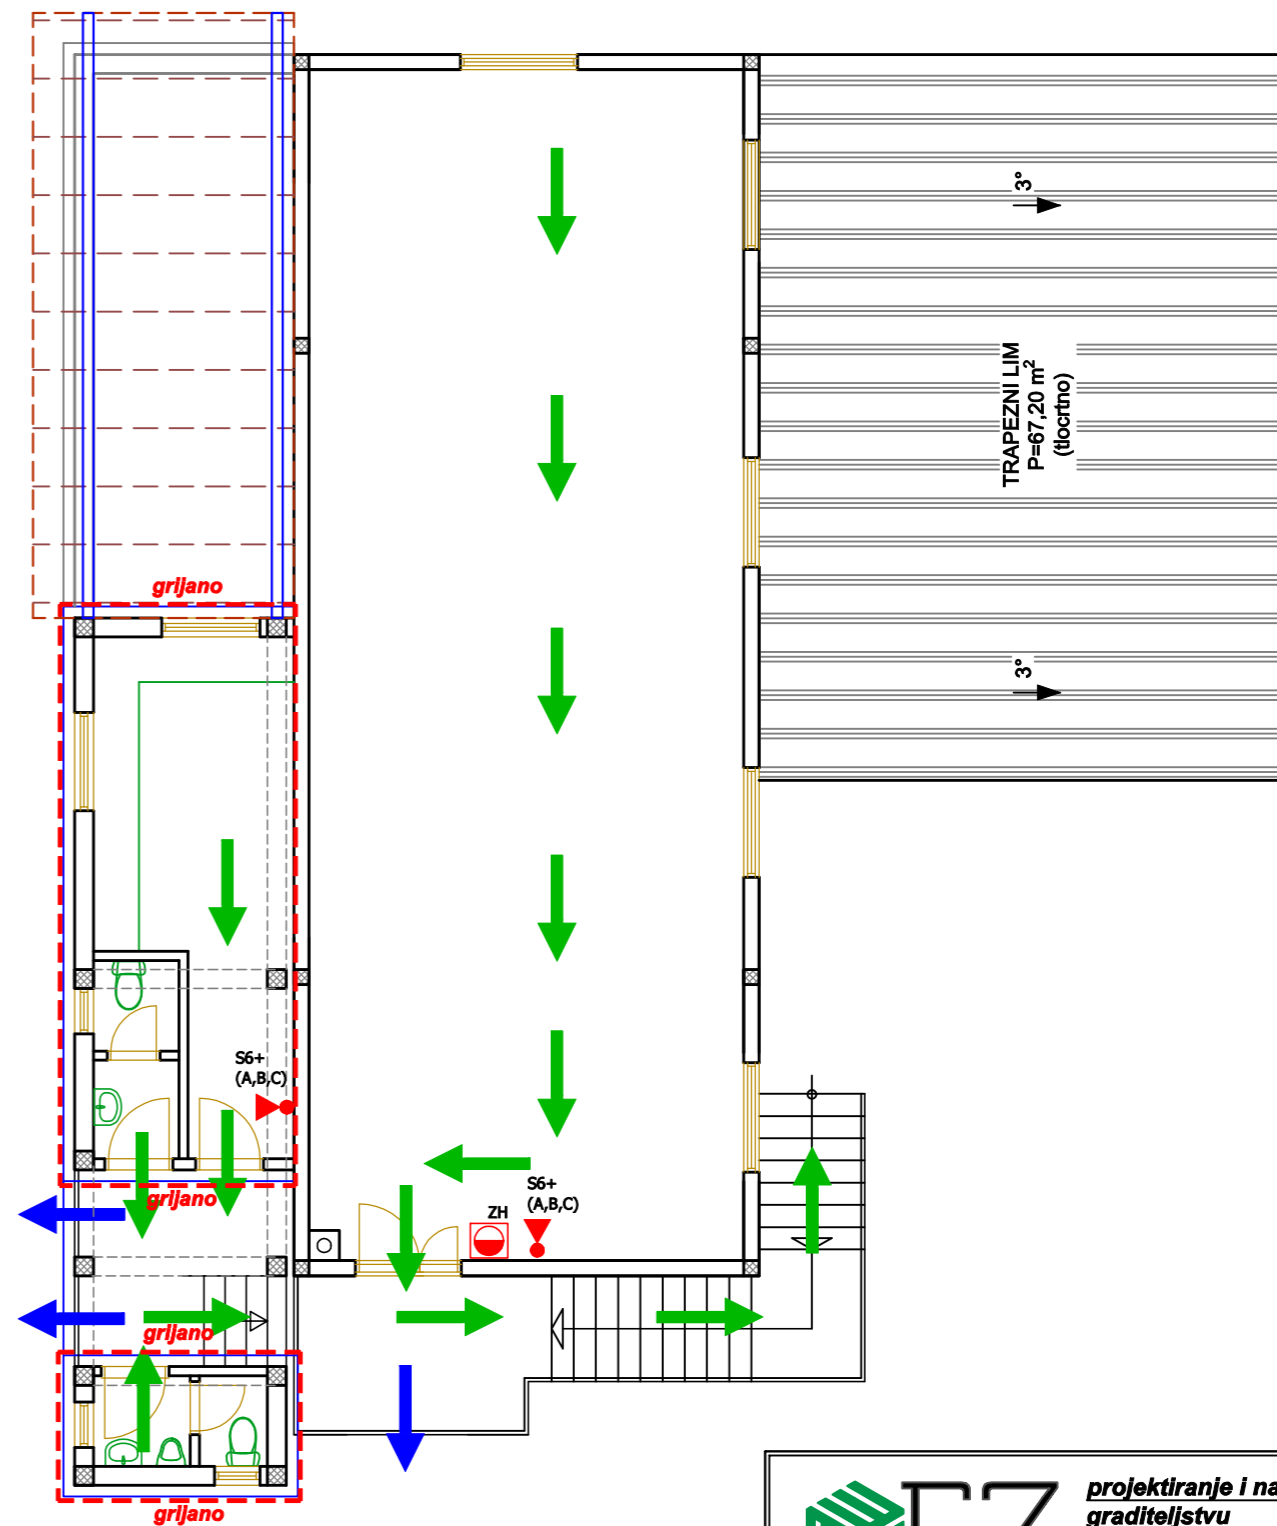 3°
TRAPEZNI LIM
P=67,20 m²
(tlocrtno)
grijano
3°
S6+
(A,B,C)
grijano
S6+
(A,B,C)
ZH
grijano
projektiranje i na
graditeljstvu
grijano